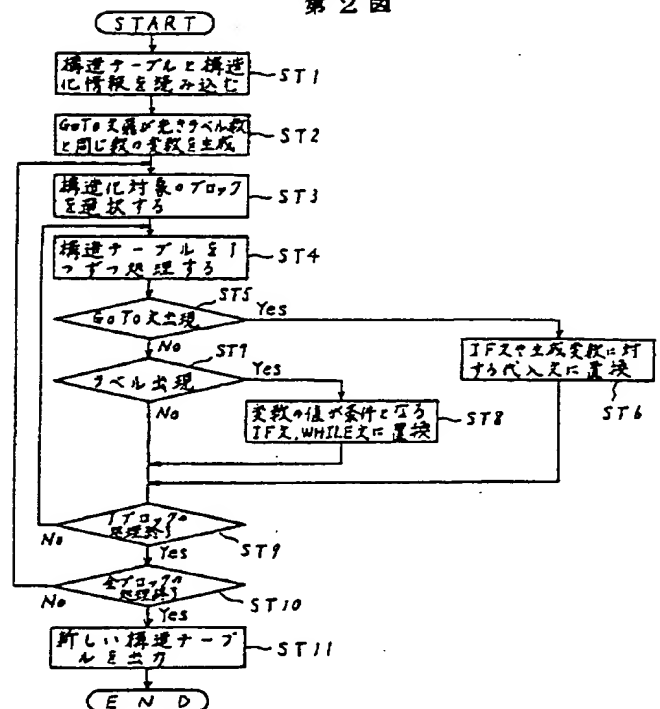 第2図
START
構造テーブルと構造
化情報を読み込む
ST1
GoTo文飛び先ラベル数
と同じ数の変数を生成
ST2
構造化対象のブロック
を選択する
ST3
構造テーブルを1
つずつ処理する
ST4
ST5
GoTo文出現
Yes
No
IF文や生成変数に対
する代入文に置換
ST6
ST7
ラベル出現
Yes
No
変数の値が条件となる
IF文,WHILE文に置換
ST8
1ブロックの
処理終了
No
Yes
ST9
全ブロックの
処理終了
No
Yes
ST10
新しい構造テーブ
ルを出力
ST11
END